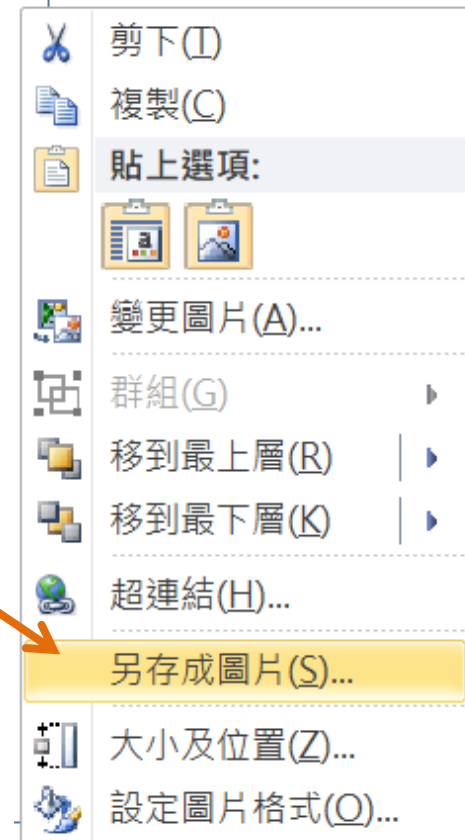 剪下(T)
複製(C)
貼上選項:
a
變更圖片(A)...
群組(G)
移到最上層(R)
移到最下層(K)
超連結(H)...
另存成圖片(S)...
大小及位置(Z)...
設定圖片格式(O)...